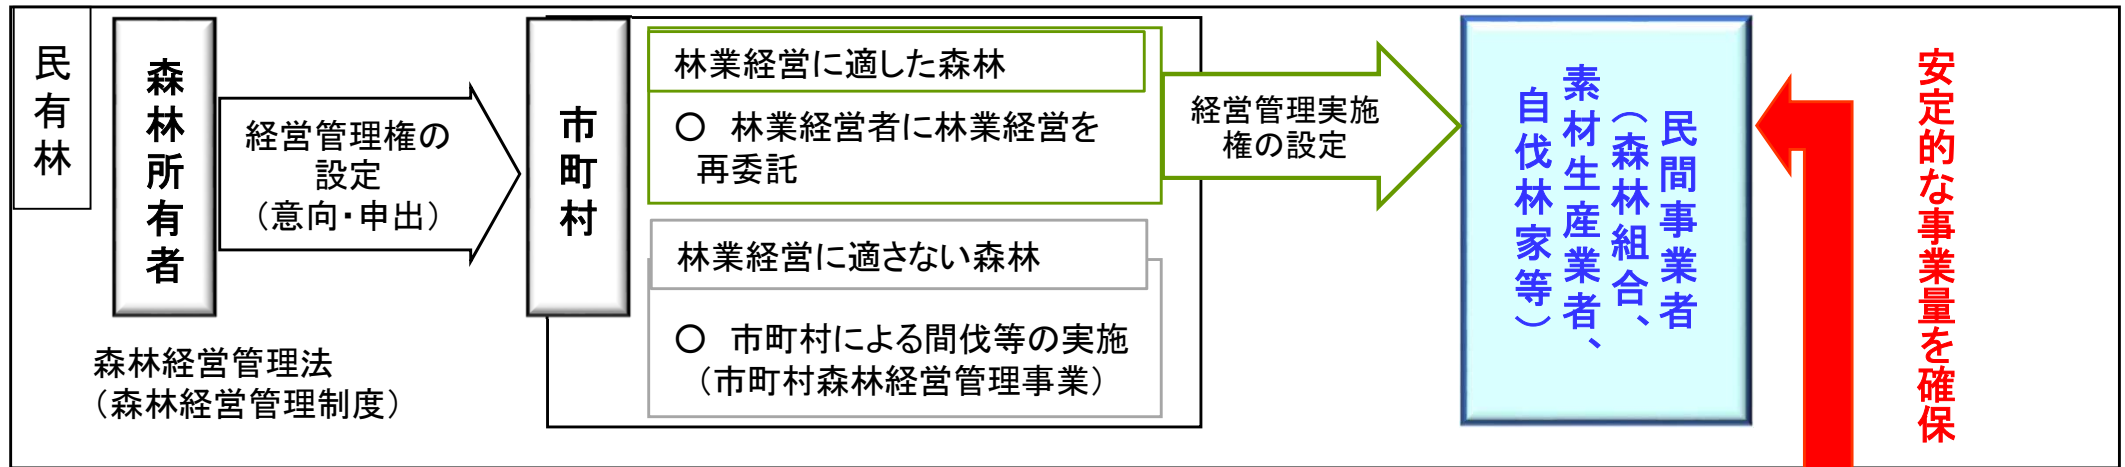 民有林
森林所有者
経営管理権の
設定
(意向・申出)
森林経営管理法
(森林経営管理制度)
市町村
林業経営に適した森林
○ 林業経営者に林業経営を
再委託
林業経営に適さない森林
○ 市町村による間伐等の実施
(市町村森林経営管理事業)
経営管理実施
権の設定
民間事業者
(森林組合、
素材生産業者、
自伐林家等)
安定的な事業量を確保